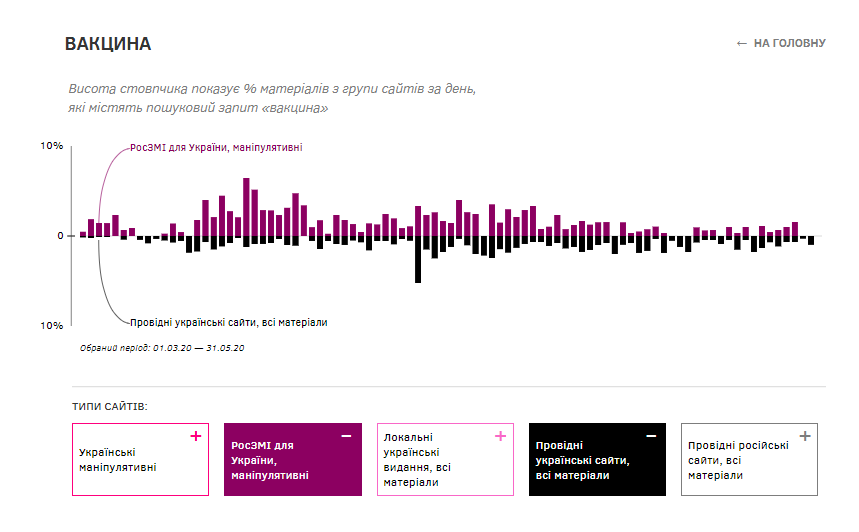 ВАКЦИНА
← НА ГОЛОВНУ
Висота стовпчика показує % матеріалів з групи сайтів за день,
які містять пошуковий запит «вакцина»
10%
РосЗМІ для України, маніпулятивні
0
Провідні українські сайти, всі матеріали
10%
Обраний період: 01.03.20 — 31.05.20
ТИПИ САЙТІВ:
+
Українські
маніпулятивні
−
РосЗМІ для
України,
маніпулятивні
+
Локальні
українські
видання, всі
матеріали
−
Провідні
українські сайти,
всі матеріали
+
Провідні російські
сайти, всі
матеріали